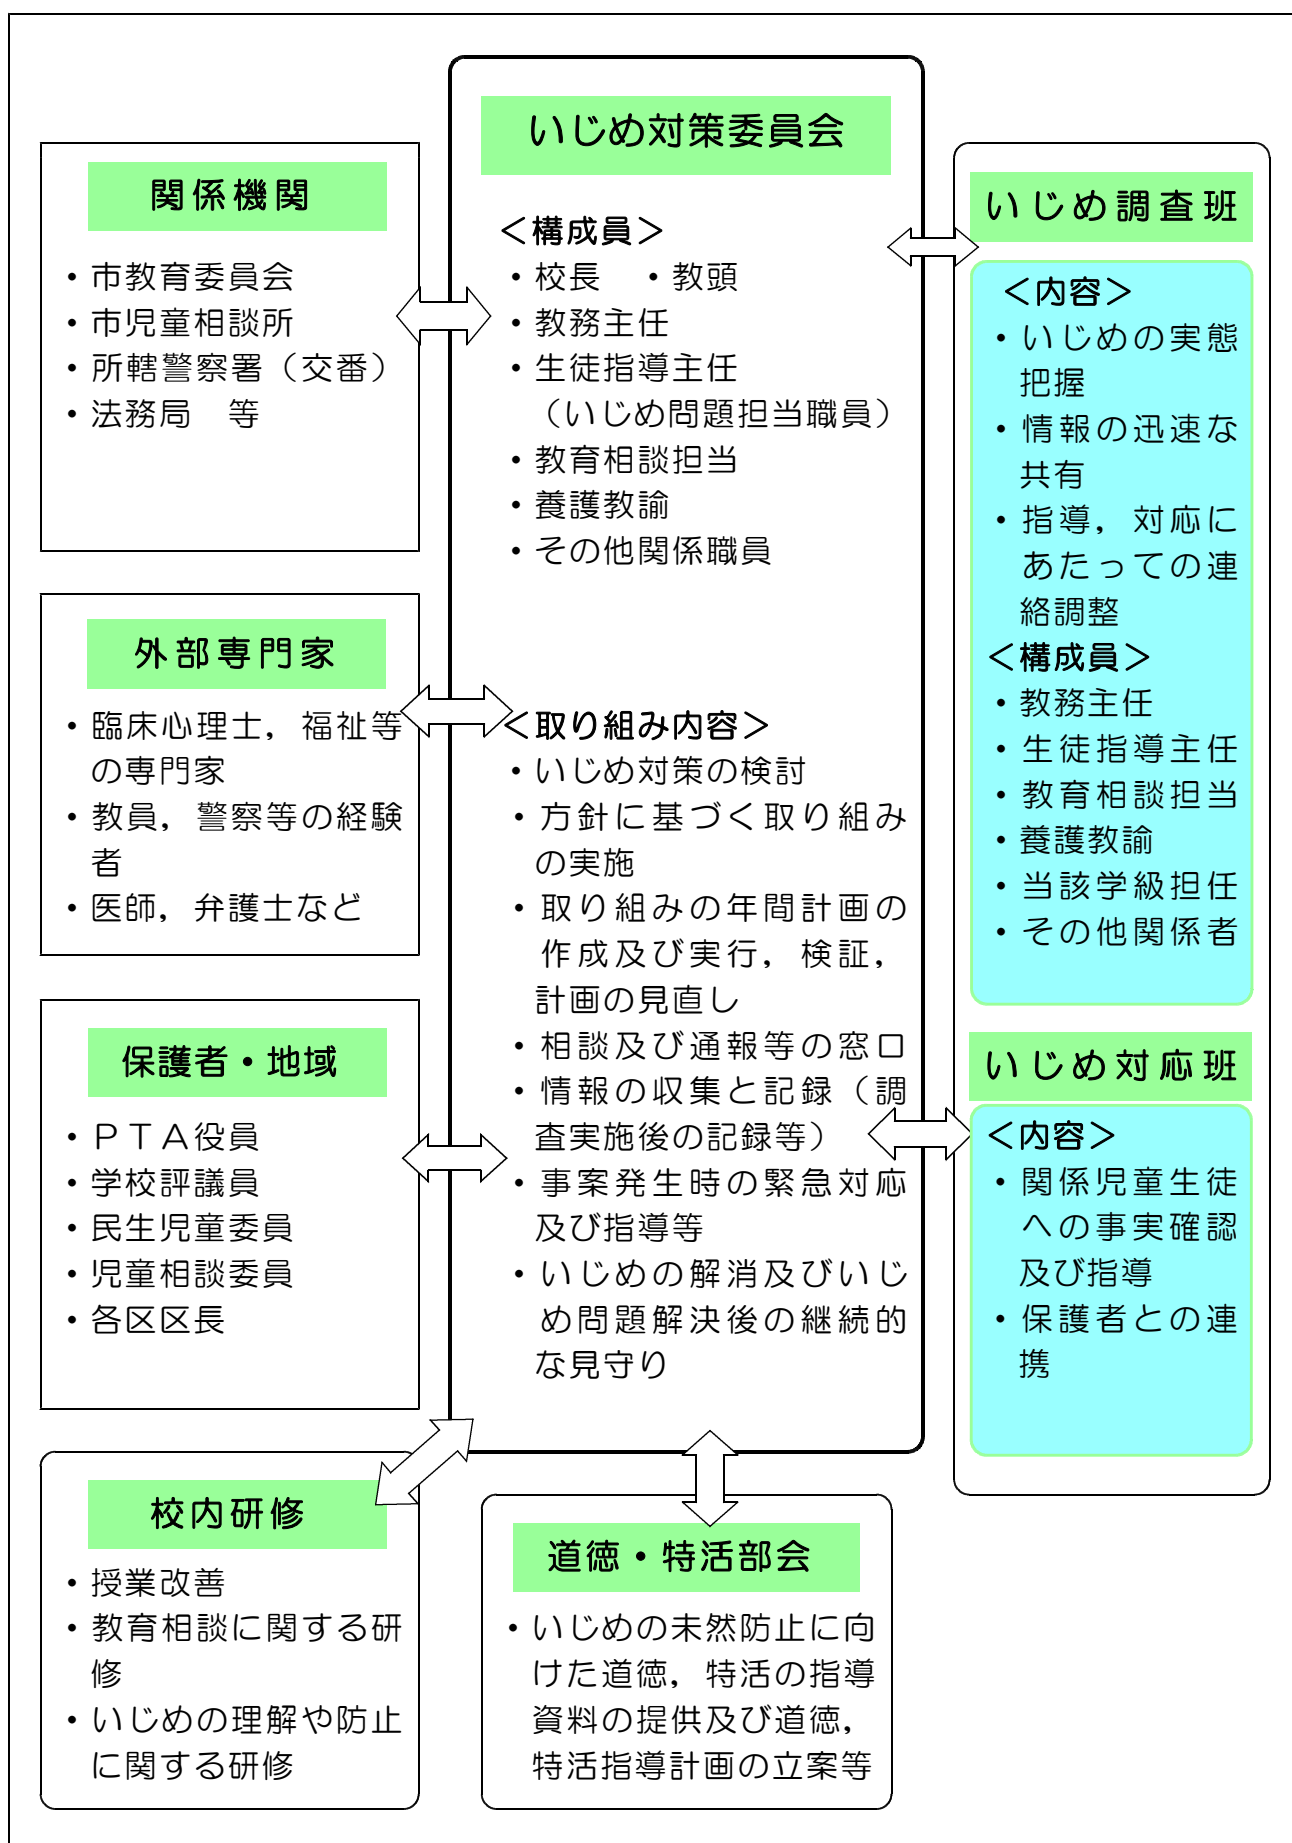 いじめ対策委員会
<構成員>
・校長　・教頭
・教務主任
・生徒指導主任
（いじめ問題担当職員）
・教育相談担当
・養護教諭
・その他関係職員
<取り組み内容>
・いじめ対策の検討
・方針に基づく取り組み
の実施
・取り組みの年間計画の
作成及び実行，検証，
計画の見直し
・相談及び通報等の窓口
・情報の収集と記録（調
査実施後の記録等）
・事案発生時の緊急対応
及び指導等
・いじめの解消及びいじ
め問題解決後の継続的
な見守り
関係機関
・市教育委員会
・市児童相談所
・所轄警察署（交番）
・法務局　等
外部専門家
・臨床心理士，福祉等
の専門家
・教員，警察等の経験
者
・医師，弁護士など
保護者・地域
・ＰＴＡ役員
・学校評議員
・民生児童委員
・児童相談委員
・各区区長
校内研修
・授業改善
・教育相談に関する研
修
・いじめの理解や防止
に関する研修
道徳・特活部会
・いじめの未然防止に向
けた道徳，特活の指導
資料の提供及び道徳，
特活指導計画の立案等
いじめ調査班
<内容>
・いじめの実態
把握
・情報の迅速な
共有
・指導，対応に
あたっての連
絡調整
<構成員>
・教務主任
・生徒指導主任
・教育相談担当
・養護教諭
・当該学級担任
・その他関係者
いじめ対応班
<内容>
・関係児童生徒
への事実確認
及び指導
・保護者との連
携